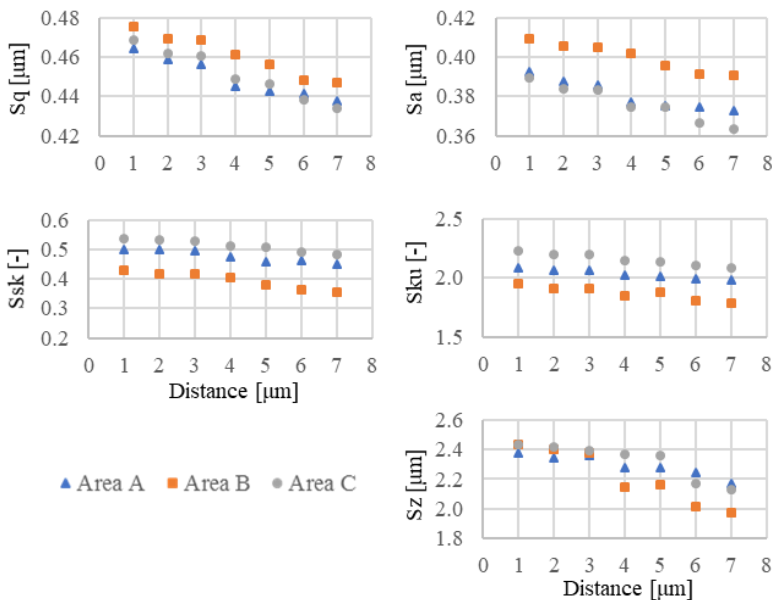 Sq [μm]
0.48
0.46
0.44
0.42
0 1 2 3 4 5 6 7 8
Sa [μm]
0.42
0.40
0.38
0.36
0 1 2 3 4 5 6 7 8
Ssk [-]
0.6
0.5
0.4
0.3
0.2
0 1 2 3 4 5 6 7 8
Distance [μm]
Sku [-]
2.5
2.0
1.5
1 2 3 4 5 6 7 8
0
Area A Area B Area C
Sz [μm]
2.6
2.4
2.2
2.0
1.8
0 1 2 3 4 5 6 7 8
Distance [μm]